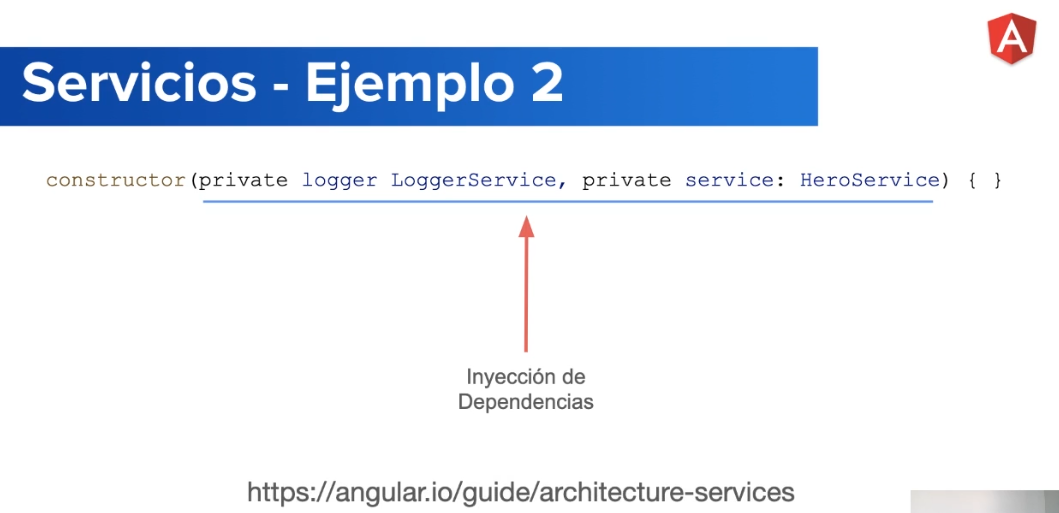 Servicios - Ejemplo 2
constructor(private logger LoggerService, private service: HeroService) { }
Inyección de
Dependencias
https://angular.io/guide/architecture-services
A